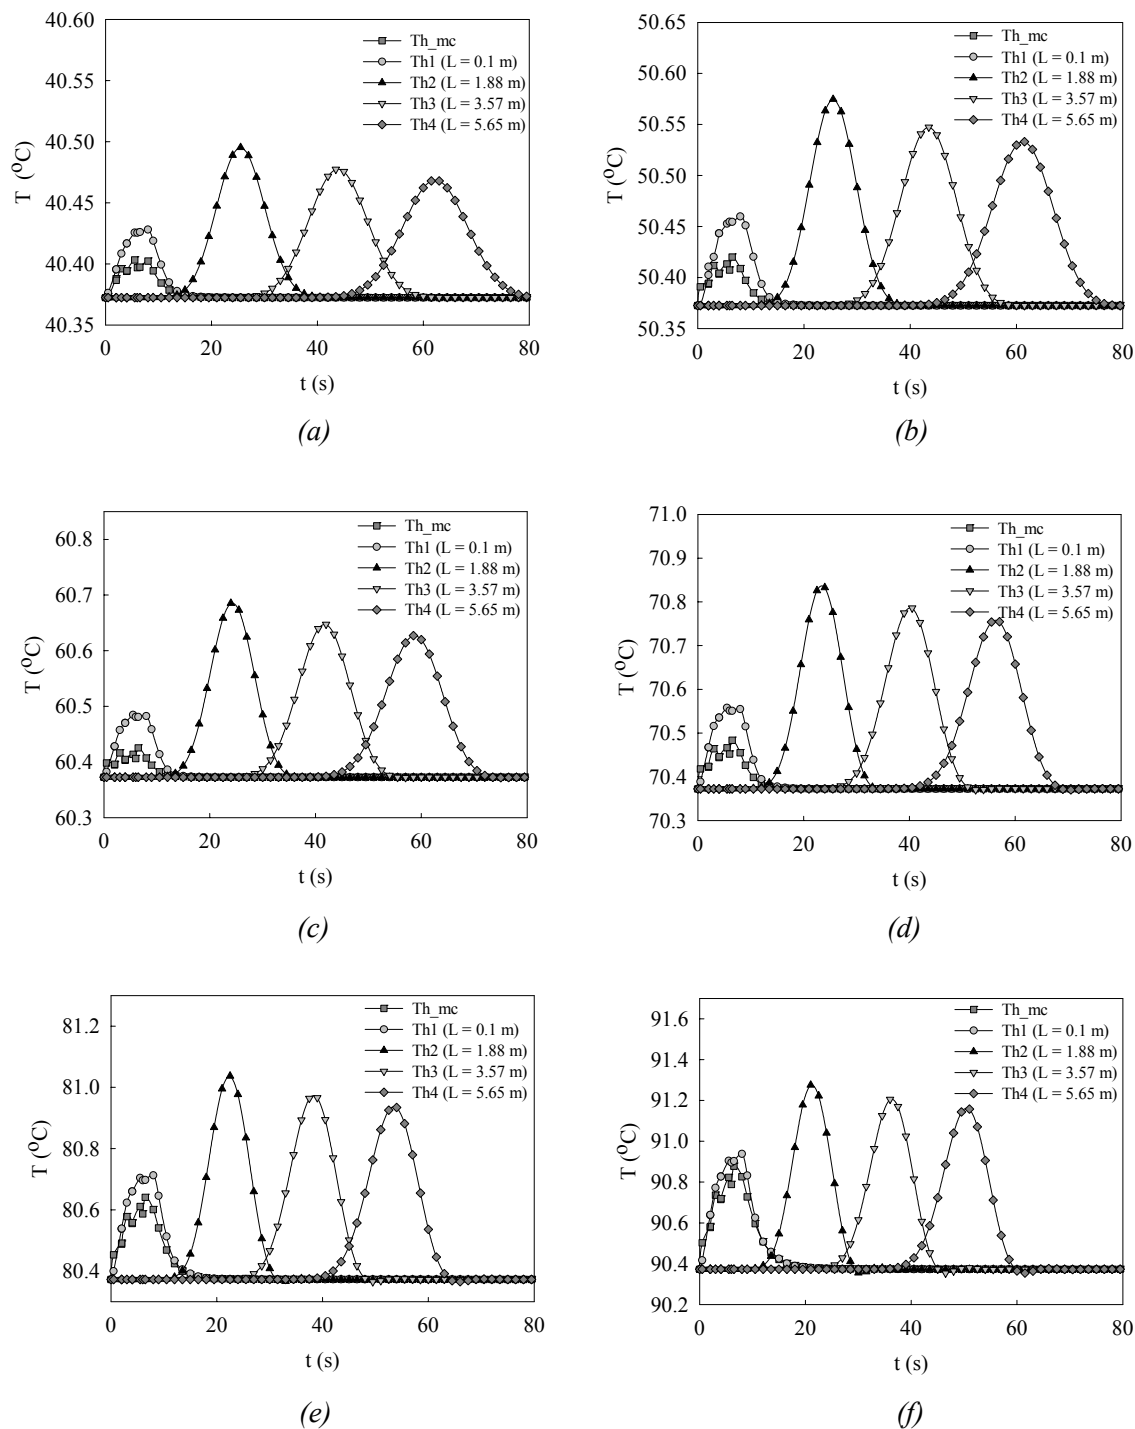 40.60
40.55
40.50
40.45
40.40
40.35
T (°C)
Th_mc
Th1 (L = 0.1 m)
Th2 (L = 1.88 m)
Th3 (L = 3.57 m)
Th4 (L = 5.65 m)
0 20 40 60 80
t (s)
(a)
50.65
50.60
50.55
50.50
50.45
50.40
50.35
T (°C)
Th_mc
Th1 (L = 0.1 m)
Th2 (L = 1.88 m)
Th3 (L = 3.57 m)
Th4 (L = 5.65 m)
0 20 40 60 80
t (s)
(b)
60.8
60.7
60.6
60.5
60.4
60.3
T (°C)
Th_mc
Th1 (L = 0.1 m)
Th2 (L = 1.88 m)
Th3 (L = 3.57 m)
Th4 (L = 5.65 m)
0 20 40 60 80
t (s)
(c)
71.0
70.9
70.8
70.7
70.6
70.5
70.4
70.3
T (°C)
Th_mc
Th1 (L = 0.1 m)
Th2 (L = 1.88 m)
Th3 (L = 3.57 m)
Th4 (L = 5.65 m)
0 20 40 60 80
t (s)
(d)
81.2
81.0
80.8
80.6
80.4
T (°C)
Th_mc
Th1 (L = 0.1 m)
Th2 (L = 1.88 m)
Th3 (L = 3.57 m)
Th4 (L = 5.65 m)
0 20 40 60 80
t (s)
(e)
91.6
91.4
91.2
91.0
90.8
90.6
90.4
90.2
T (°C)
Th_mc
Th1 (L = 0.1 m)
Th2 (L = 1.88 m)
Th3 (L = 3.57 m)
Th4 (L = 5.65 m)
0 20 40 60 80
t (s)
(f)